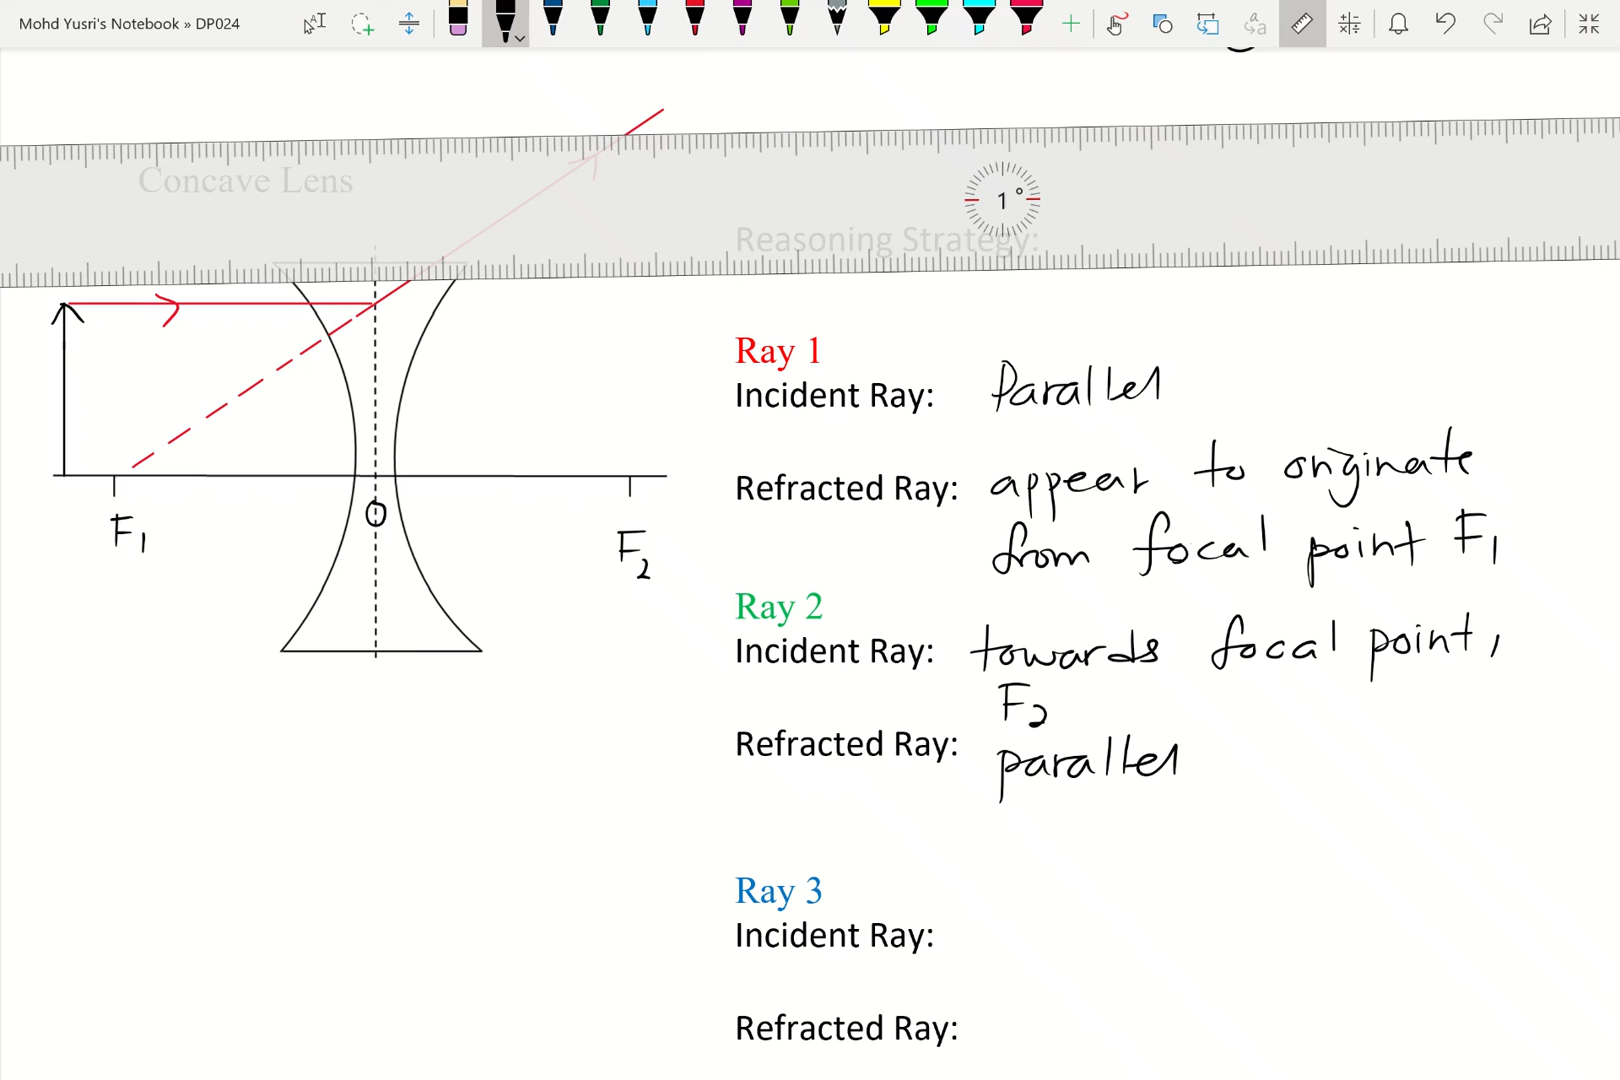 Mohd Yusri's Notebook » DP024
Concave Lens
1°
Reasoning Strategy:
Ray 1
Incident Ray: Parallel
Refracted Ray: appear to originate
from focal point F1
F1
O
F2
Ray 2
Incident Ray: towards focal point,
F2
Refracted Ray: parallel
Ray 3
Incident Ray:
Refracted Ray: